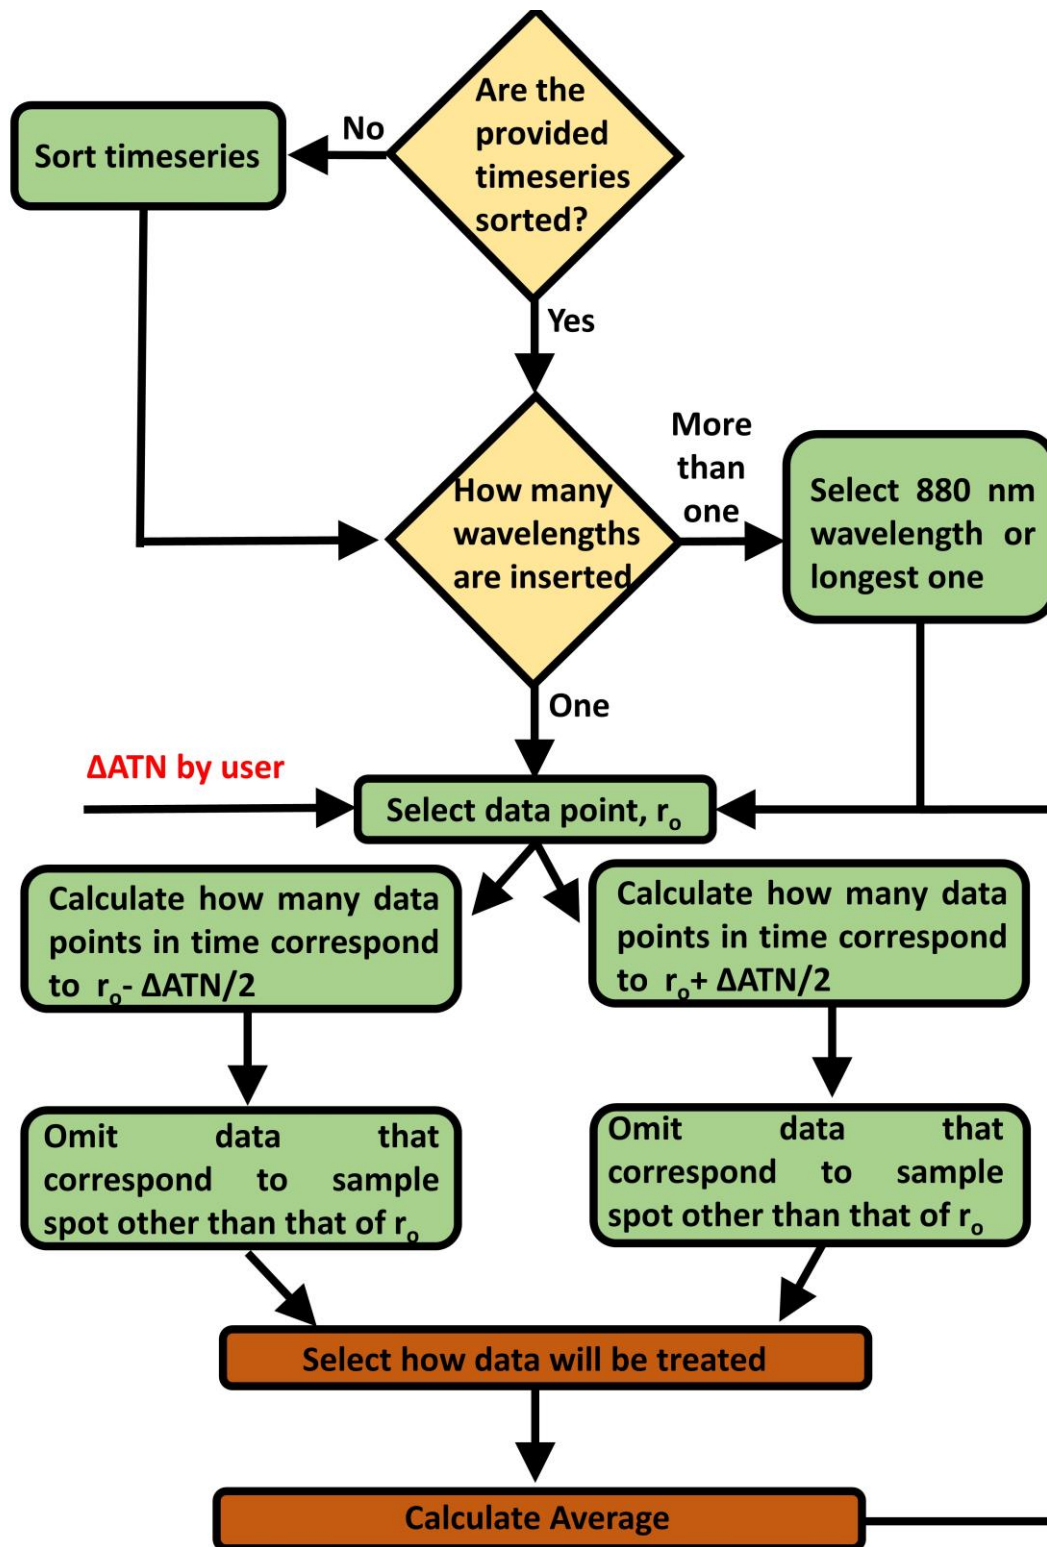 Are the
provided
timeseries
sorted?
No
Sort timeseries
Yes
How many
wavelengths
are inserted
More
than
one
Select 880 nm
wavelength or
longest one
One
ΔATN by user
Select data point, rₒ
Calculate how many data
points in time correspond
to rₒ- ΔATN/2
Calculate how many data
points in time correspond
to rₒ+ ΔATN/2
Omit data that
correspond to sample
spot other than that of rₒ
Omit data that
correspond to sample
spot other than that of rₒ
Select how data will be treated
Calculate Average